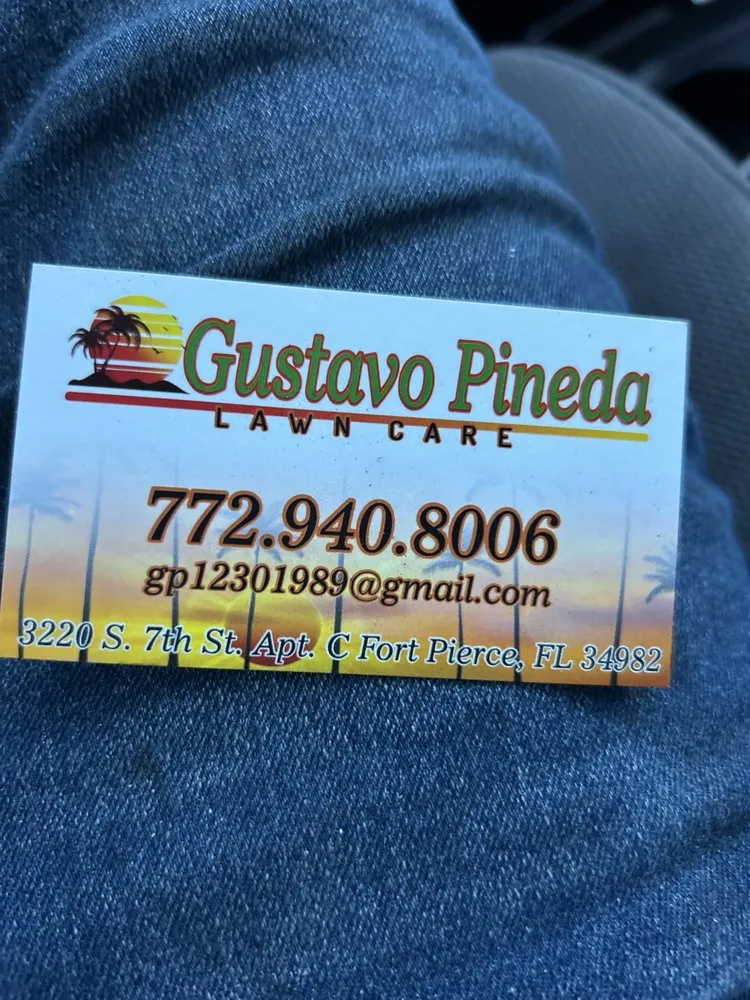 Gustavo Pineda
LAWN CARE
772.940.8006
gp12301989@gmail.com
3220 S. 7th St. Apt. C Fort Pierce, FL 34982